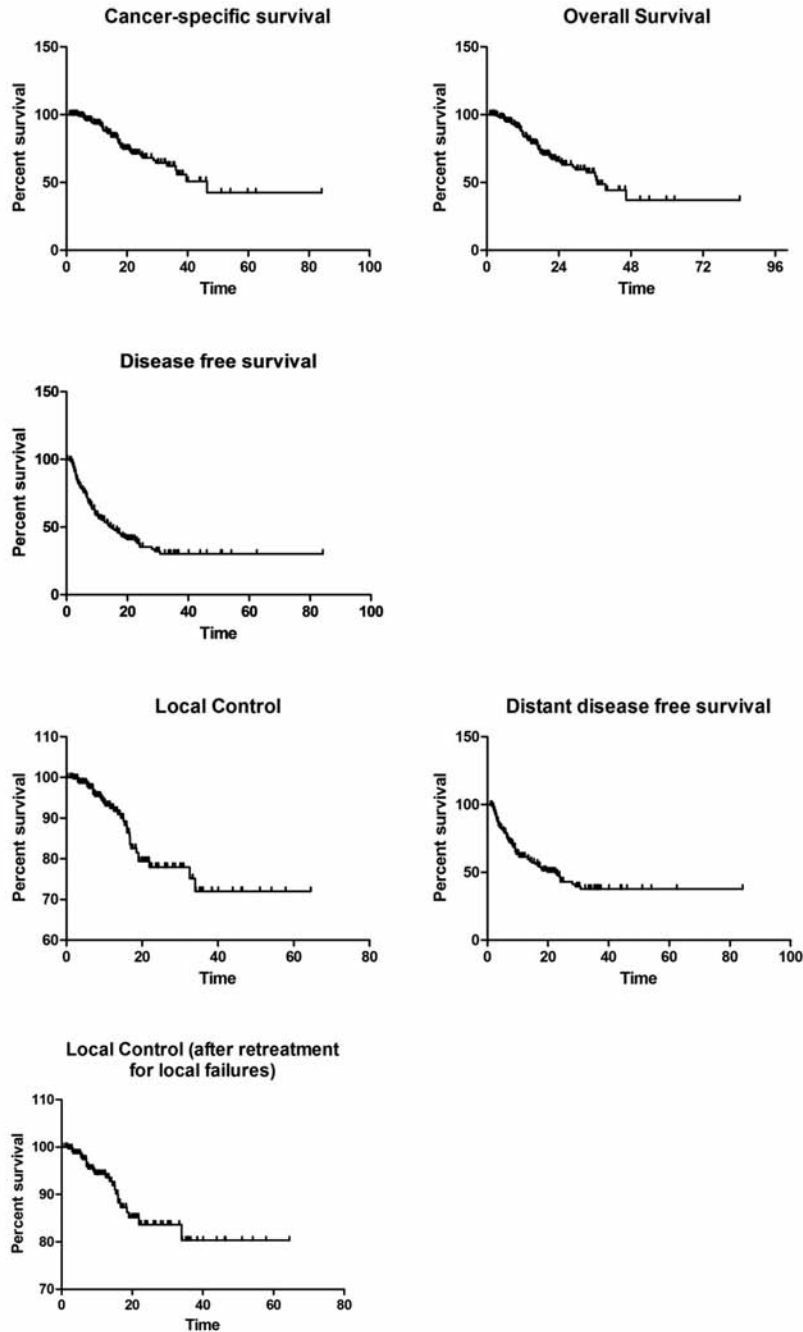 Cancer-specific survival
150
100
50
0
Percent survival
0 20 40 60 80 100
Time
Overall Survival
150
100
50
0
Percent survival
0 24 48 72 96
Time
Disease free survival
150
100
50
0
Percent survival
0 20 40 60 80 100
Time
Local Control
110
100
90
80
70
60
Percent survival
0 20 40 60 80
Time
Distant disease free survival
150
100
50
0
Percent survival
0 20 40 60 80 100
Time
Local Control (after retreatment
for local failures)
110
100
90
80
70
Percent survival
0 20 40 60 80
Time